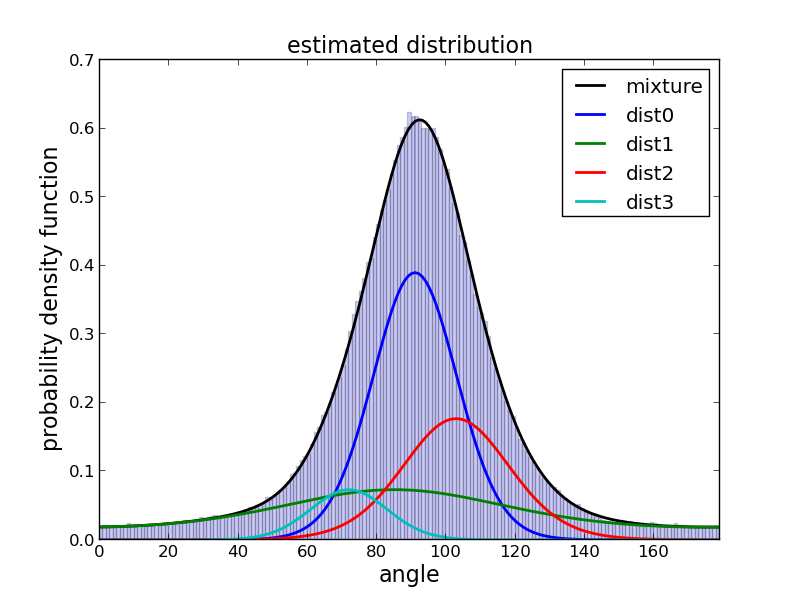 estimated distribution
0.7
0.6
0.5
0.4
0.3
0.2
0.1
0.0
probability density function
mixture
dist0
dist1
dist2
dist3
0 20 40 60 80 100 120 140 160
angle